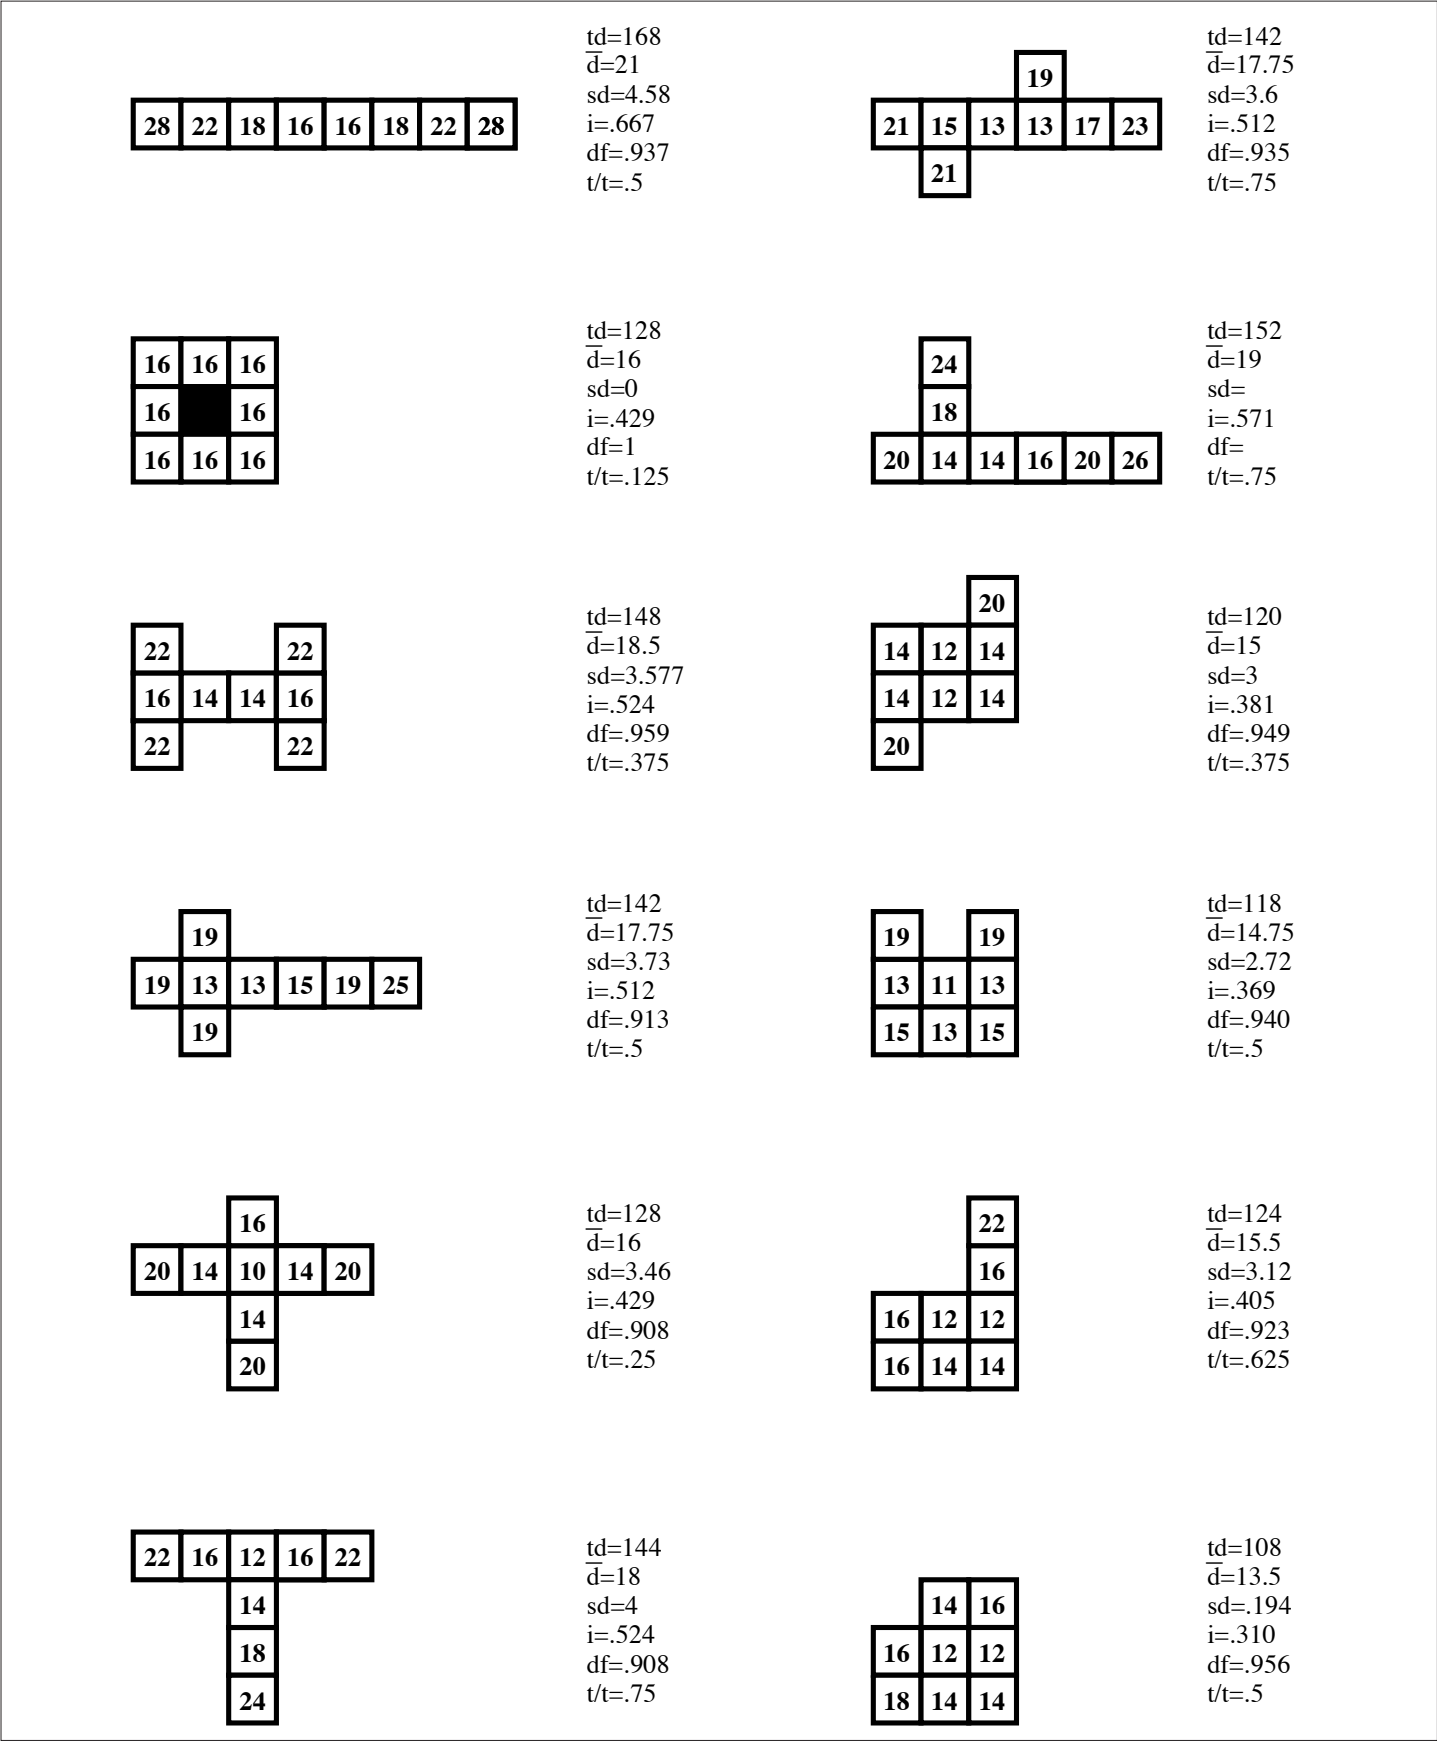 28 22 18 16 16 18 22 28
td=168
d̅=21
sd=4.58
i=.667
df=.937
t/t=.5
19
21 15 13 13 17 23
21
td=142
d̅=17.75
sd=3.6
i=.512
df=.935
t/t=.75
16 16 16
16 16
16 16 16
td=128
d̅=16
sd=0
i=.429
df=1
t/t=.125
24
18
20 14 14 16 20 26
td=152
d̅=19
sd=
i=.571
df=
t/t=.75
22 22
16 14 14 16
22 22
td=148
d̅=18.5
sd=3.577
i=.524
df=.959
t/t=.375
20
14 12 14
14 12 14
20
td=120
d̅=15
sd=3
i=.381
df=.949
t/t=.375
19
19 13 13 15 19 25
19
td=142
d̅=17.75
sd=3.73
i=.512
df=.913
t/t=.5
19 19
13 11 13
15 13 15
td=118
d̅=14.75
sd=2.72
i=.369
df=.940
t/t=.5
16
20 14 10 14 20
14
20
td=128
d̅=16
sd=3.46
i=.429
df=.908
t/t=.25
22
16
16 12 12
16 14 14
td=124
d̅=15.5
sd=3.12
i=.405
df=.923
t/t=.625
22 16 12 16 22
14
18
24
td=144
d̅=18
sd=4
i=.524
df=.908
t/t=.75
14 16
16 12 12
18 14 14
td=108
d̅=13.5
sd=.194
i=.310
df=.956
t/t=.5